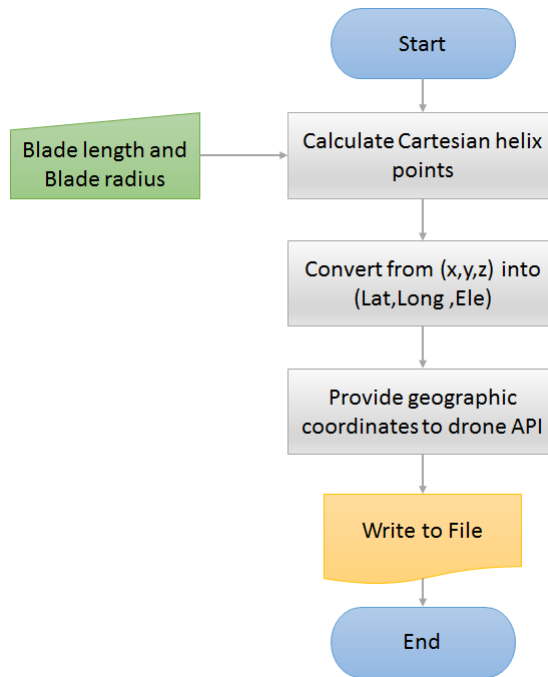 Start
Blade length and
Blade radius
Calculate Cartesian helix
points
Convert from (x,y,z) into
(Lat,Long ,Ele)
Provide geographic
coordinates to drone API
Write to File
End